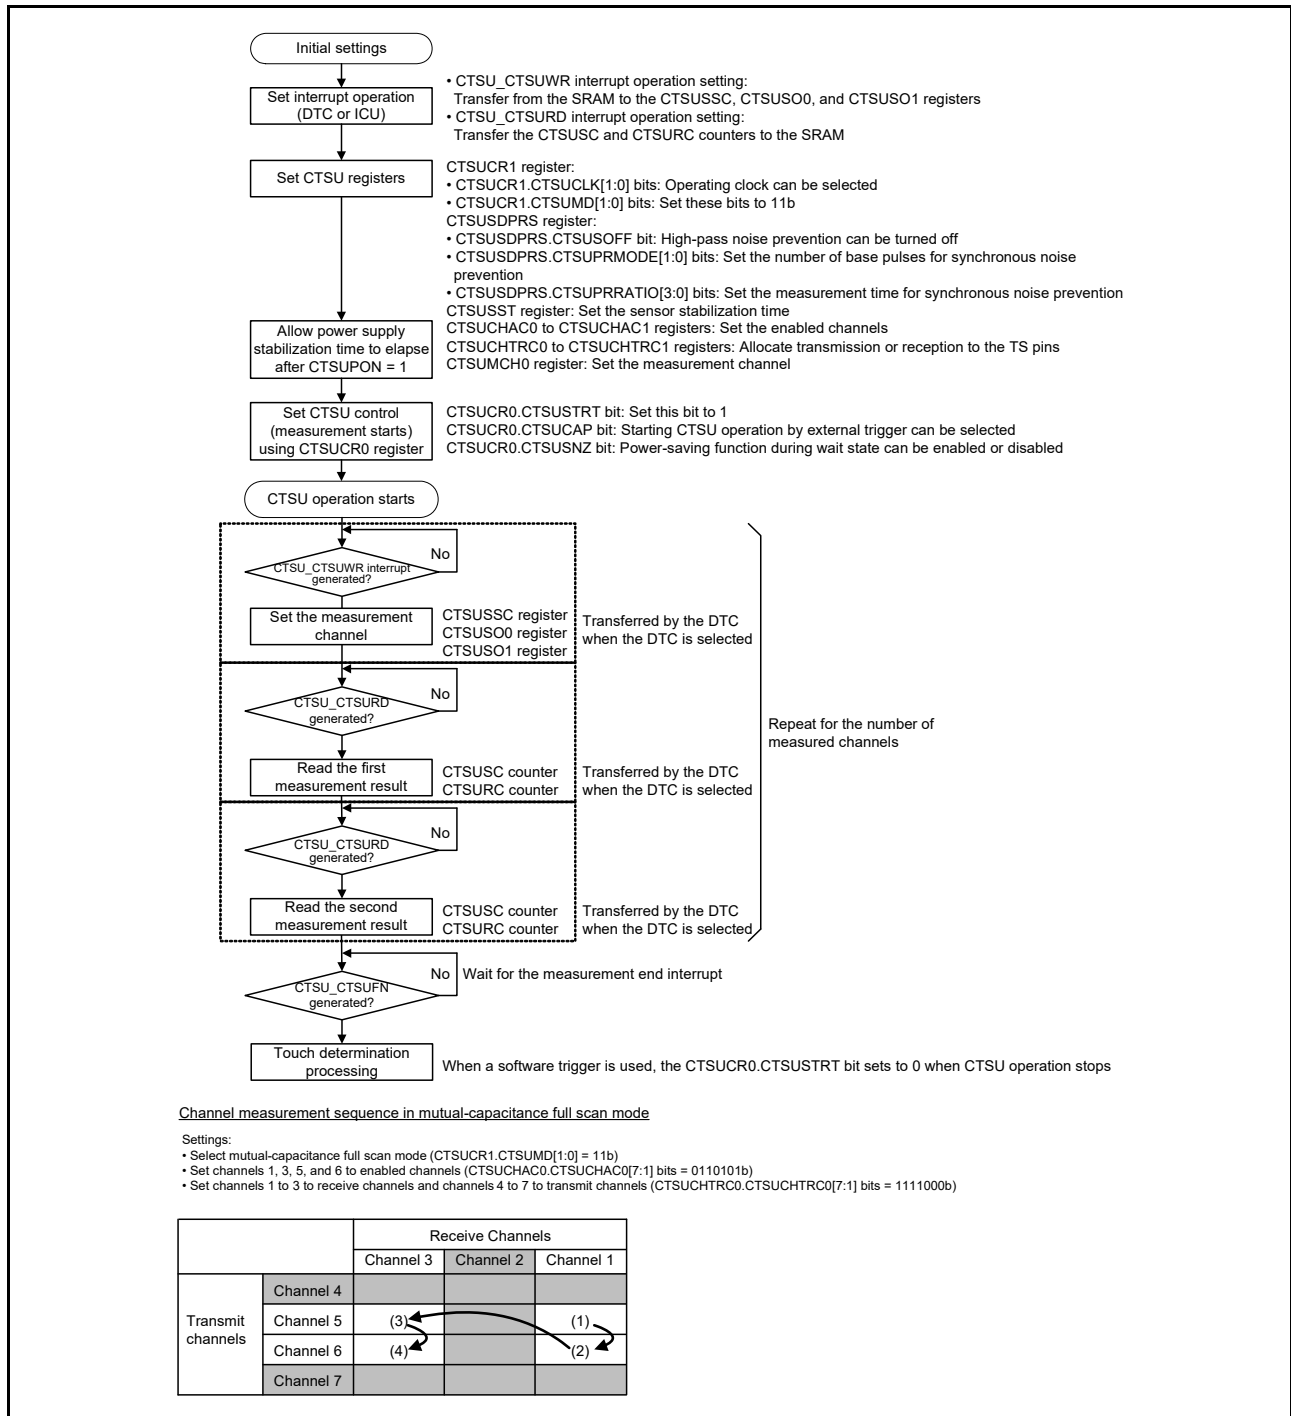 Initial settings
Set interrupt operation
(DTC or ICU)
• CTSU_CTSUWR interrupt operation setting:
Transfer from the SRAM to the CTSUSSC, CTSUSO0, and CTSUSO1 registers
• CTSU_CTSURD interrupt operation setting:
Transfer the CTSUSC and CTSURC counters to the SRAM
Set CTSU registers
CTSUCR1 register:
• CTSUCR1.CTSUCLK[1:0] bits: Operating clock can be selected
• CTSUCR1.CTSUMD[1:0] bits: Set these bits to 11b
CTSUSDPRS register:
• CTSUSDPRS.CTSUSOFF bit: High-pass noise prevention can be turned off
• CTSUSDPRS.CTSUPRMODE[1:0] bits: Set the number of base pulses for synchronous noise
prevention
• CTSUSDPRS.CTSUPRRATIO[3:0] bits: Set the measurement time for synchronous noise prevention
CTSUSST register: Set the sensor stabilization time
CTSUCHAC0 to CTSUCHAC1 registers: Set the enabled channels
CTSUCHTRC0 to CTSUCHTRC1 registers: Allocate transmission or reception to the TS pins
CTSUMCH0 register: Set the measurement channel
Allow power supply
stabilization time to elapse
after CTSUPON = 1
Set CTSU control
(measurement starts)
using CTSUCR0 register
CTSUCR0.CTSUSTRT bit: Set this bit to 1
CTSUCR0.CTSUCAP bit: Starting CTSU operation by external trigger can be selected
CTSUCR0.CTSUSNZ bit: Power-saving function during wait state can be enabled or disabled
CTSU operation starts
No
CTSU_CTSUWR interrupt
generated?
Set the measurement
channel
CTSUSSC register
CTSUSO0 register
CTSUSO1 register
Transferred by the DTC
when the DTC is selected
No
CTSU_CTSURD
generated?
Repeat for the number of
measured channels
Read the first
measurement result
CTSUSC counter
CTSURC counter
Transferred by the DTC
when the DTC is selected
No
CTSU_CTSURD
generated?
Read the second
measurement result
CTSUSC counter
CTSURC counter
Transferred by the DTC
when the DTC is selected
No
Wait for the measurement end interrupt
CTSU_CTSUFN
generated?
Touch determination
processing
When a software trigger is used, the CTSUCR0.CTSUSTRT bit sets to 0 when CTSU operation stops
Channel measurement sequence in mutual-capacitance full scan mode
Settings:
• Select mutual-capacitance full scan mode (CTSUCR1.CTSUMD[1:0] = 11b)
• Set channels 1, 3, 5, and 6 to enabled channels (CTSUCHAC0.CTSUCHAC0[7:1] bits = 0110101b)
• Set channels 1 to 3 to receive channels and channels 4 to 7 to transmit channels (CTSUCHTRC0.CTSUCHTRC0[7:1] bits = 1111000b)
Receive Channels
Channel 3 Channel 2 Channel 1
Transmit
channels
Channel 4
Channel 5 (3) (1)
Channel 6 (4) (2)
Channel 7